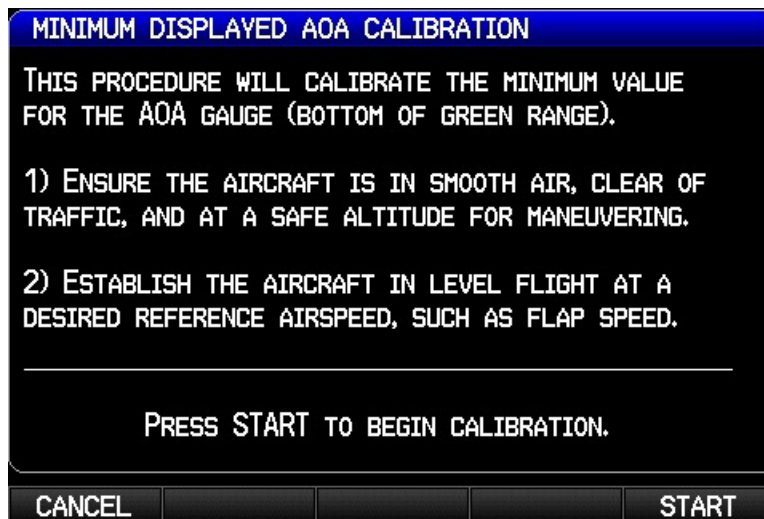 MINIMUM DISPLAYED AOA CALIBRATION
THIS PROCEDURE WILL CALIBRATE THE MINIMUM VALUE
FOR THE AOA GAUGE (BOTTOM OF GREEN RANGE).
1) ENSURE THE AIRCRAFT IS IN SMOOTH AIR, CLEAR OF
TRAFFIC, AND AT A SAFE ALTITUDE FOR MANEUVERING.
2) ESTABLISH THE AIRCRAFT IN LEVEL FLIGHT AT A
DESIRED REFERENCE AIRSPEED, SUCH AS FLAP SPEED.
PRESS START TO BEGIN CALIBRATION.
CANCEL START